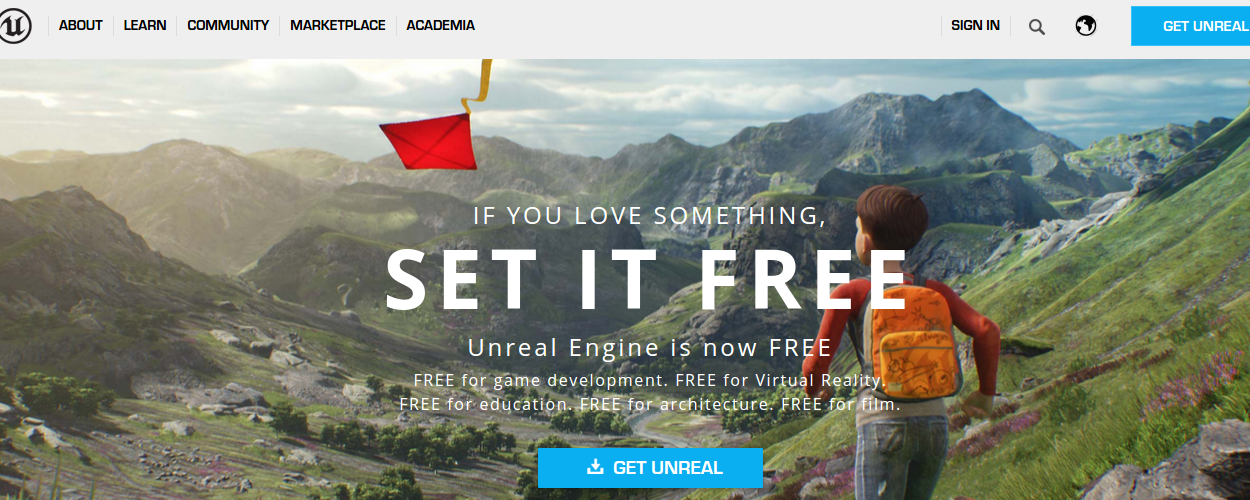 ABOUT
LEARN
COMMUNITY
MARKETPLACE
ACADEMIA
SIGN IN
GET UNREAL
IF YOU LOVE SOMETHING,
SET IT FREE
Unreal Engine is now FREE
FREE for game development. FREE for Virtual Reality.
FREE for education. FREE for architecture. FREE for film.
GET UNREAL